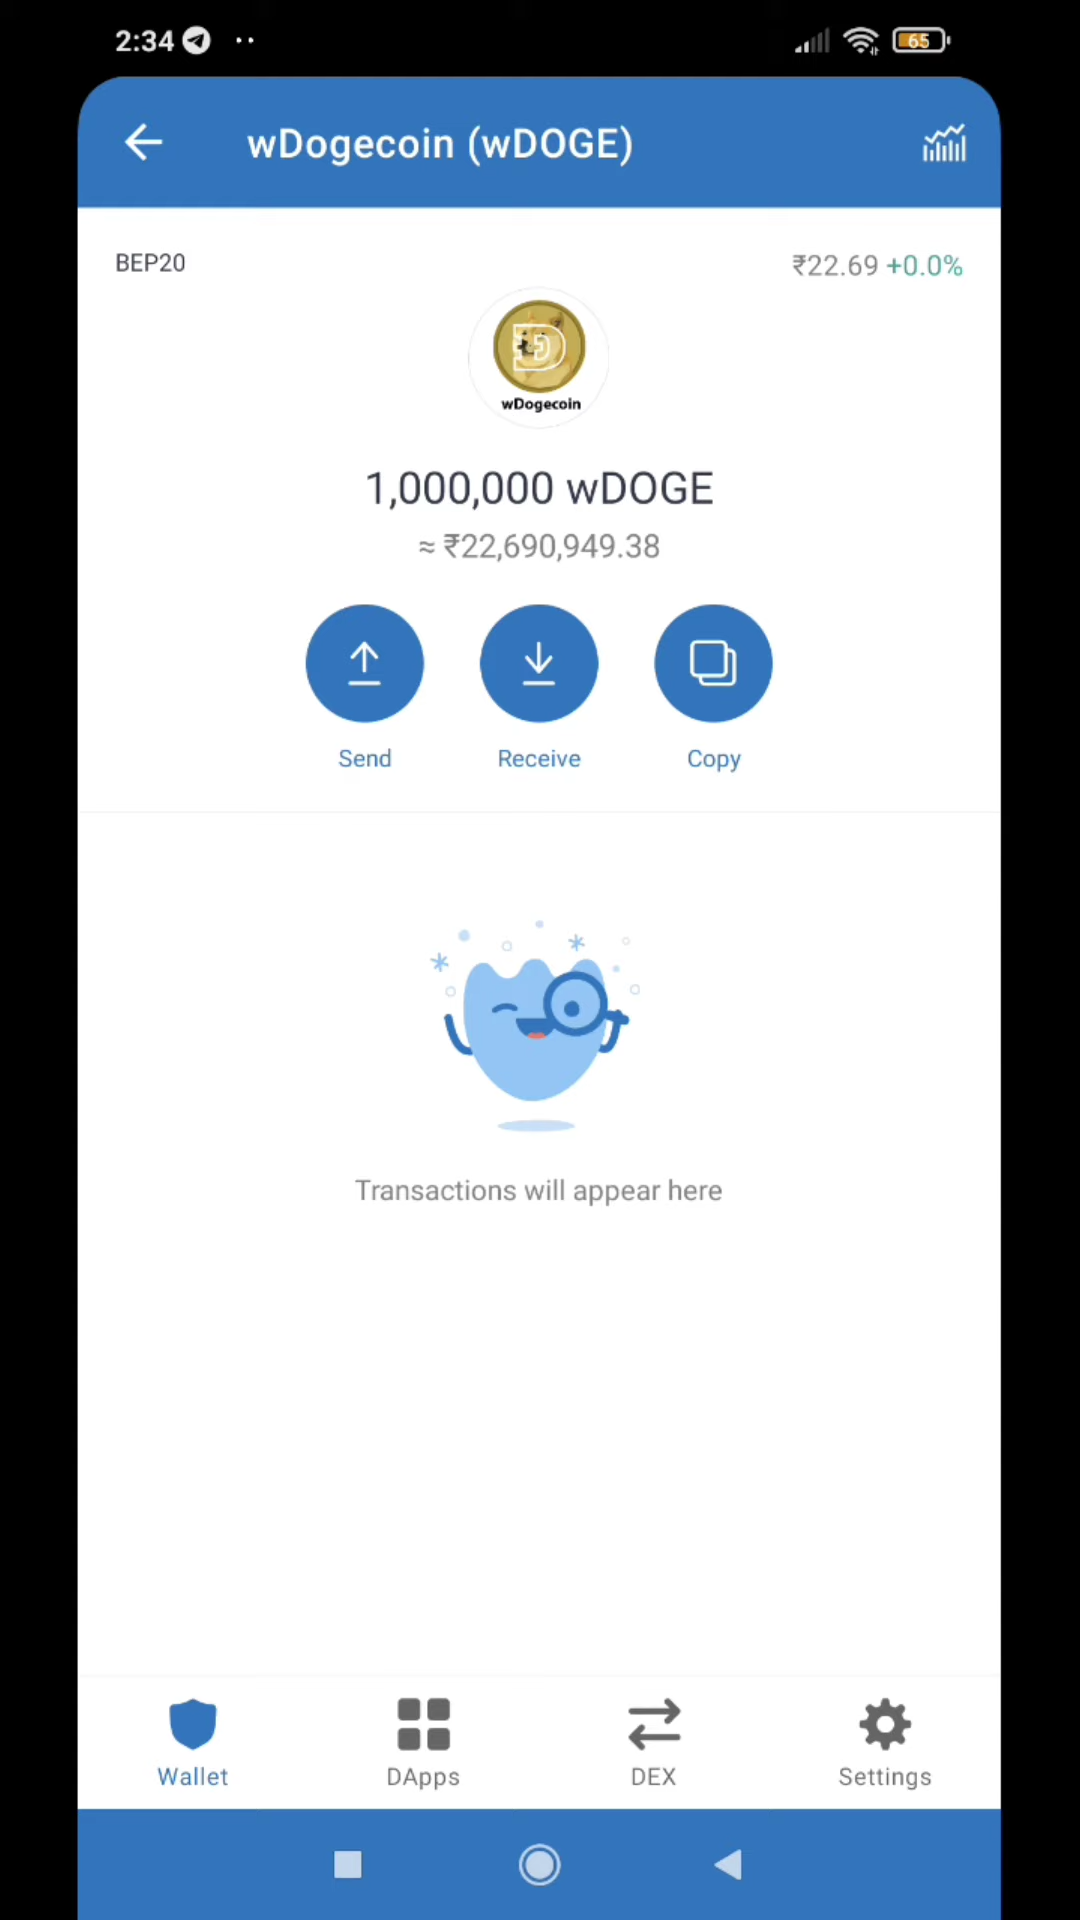 2:34
65
wDogecoin (wDOGE)
BEP20
₹22.69 +0.0%
wDogecoin
1,000,000 wDOGE
≈ ₹22,690,949.38
Send
Receive
Copy
Transactions will appear here
Wallet
DApps
DEX
Settings